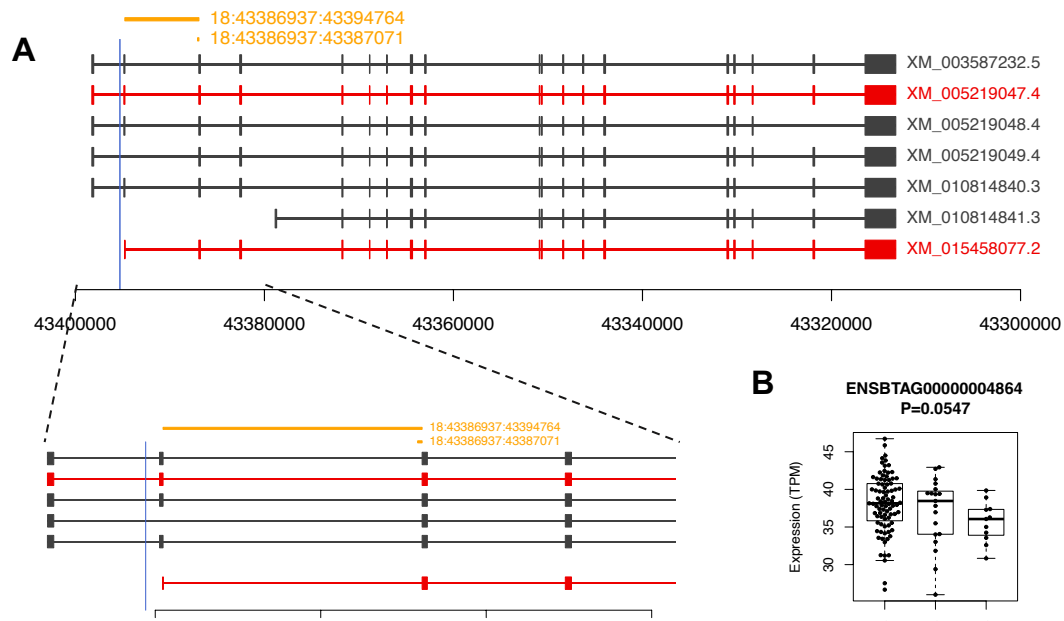 18:43386937:43394764
18:43386937:43387071
A
XM_003587232.5
XM_005219047.4
XM_005219048.4
XM_005219049.4
XM_010814840.3
XM_010814841.3
XM_015458077.2
43400000 43380000 43360000 43340000 43320000 43300000
B
ENSBTAG00000004864
P=0.0547
18:43386937:43394764
18:43386937:43387071
Expression (TPM)
45
40
35
30